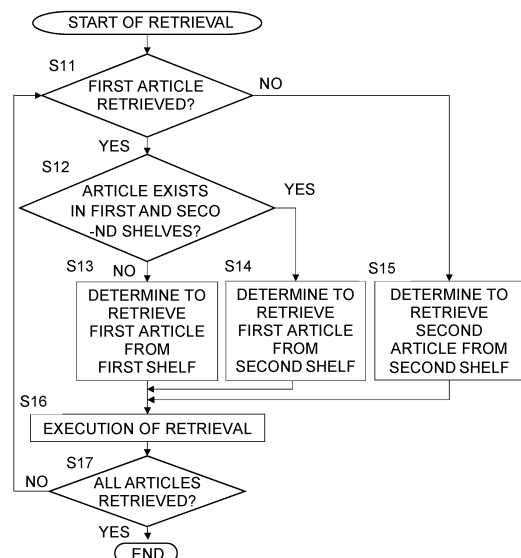 START OF RETRIEVAL
S11
FIRST ARTICLE
RETRIEVED?
NO
YES
S12
ARTICLE EXISTS
IN FIRST AND SECO
-ND SHELVES?
YES
S13
NO
DETERMINE TO
RETRIEVE
FIRST ARTICLE
FROM
FIRST SHELF
S14
DETERMINE TO
RETRIEVE
FIRST ARTICLE
FROM
SECOND SHELF
S15
DETERMINE TO
RETRIEVE
SECOND
ARTICLE FROM
SECOND SHELF
S16
EXECUTION OF RETRIEVAL
S17
ALL ARTICLES
RETRIEVED?
NO
YES
END